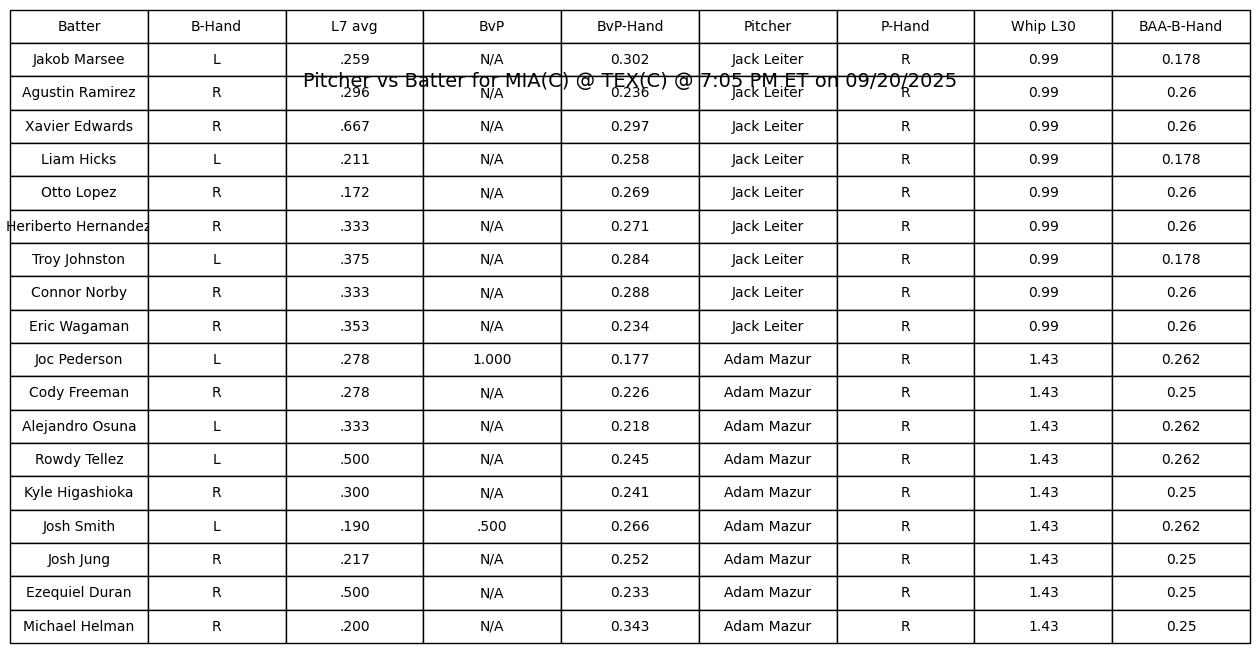 Batter B-Hand L7 avg BvP BvP-Hand Pitcher P-Hand Whip L30 BAA-B-Hand
Jakob Marsee L .259 N/A 0.302 Jack Leiter R 0.99 0.178
Pitcher vs Batter for MIA(C) @ TEX(C) @ 7:05 PM ET on 09/20/2025
Agustin Ramirez R .296 N/A 0.236 Jack Leiter R 0.99 0.26
Xavier Edwards R .667 N/A 0.297 Jack Leiter R 0.99 0.26
Liam Hicks L .211 N/A 0.258 Jack Leiter R 0.99 0.178
Otto Lopez R .172 N/A 0.269 Jack Leiter R 0.99 0.26
Heriberto Hernandez R .333 N/A 0.271 Jack Leiter R 0.99 0.26
Troy Johnston L .375 N/A 0.284 Jack Leiter R 0.99 0.178
Connor Norby R .333 N/A 0.288 Jack Leiter R 0.99 0.26
Eric Wagaman R .353 N/A 0.234 Jack Leiter R 0.99 0.26
Joc Pederson L .278 1.000 0.177 Adam Mazur R 1.43 0.262
Cody Freeman R .278 N/A 0.226 Adam Mazur R 1.43 0.25
Alejandro Osuna L .333 N/A 0.218 Adam Mazur R 1.43 0.262
Rowdy Tellez L .500 N/A 0.245 Adam Mazur R 1.43 0.262
Kyle Higashioka R .300 N/A 0.241 Adam Mazur R 1.43 0.25
Josh Smith L .190 .500 0.266 Adam Mazur R 1.43 0.262
Josh Jung R .217 N/A 0.252 Adam Mazur R 1.43 0.25
Ezequiel Duran R .500 N/A 0.233 Adam Mazur R 1.43 0.25
Michael Helman R .200 N/A 0.343 Adam Mazur R 1.43 0.25